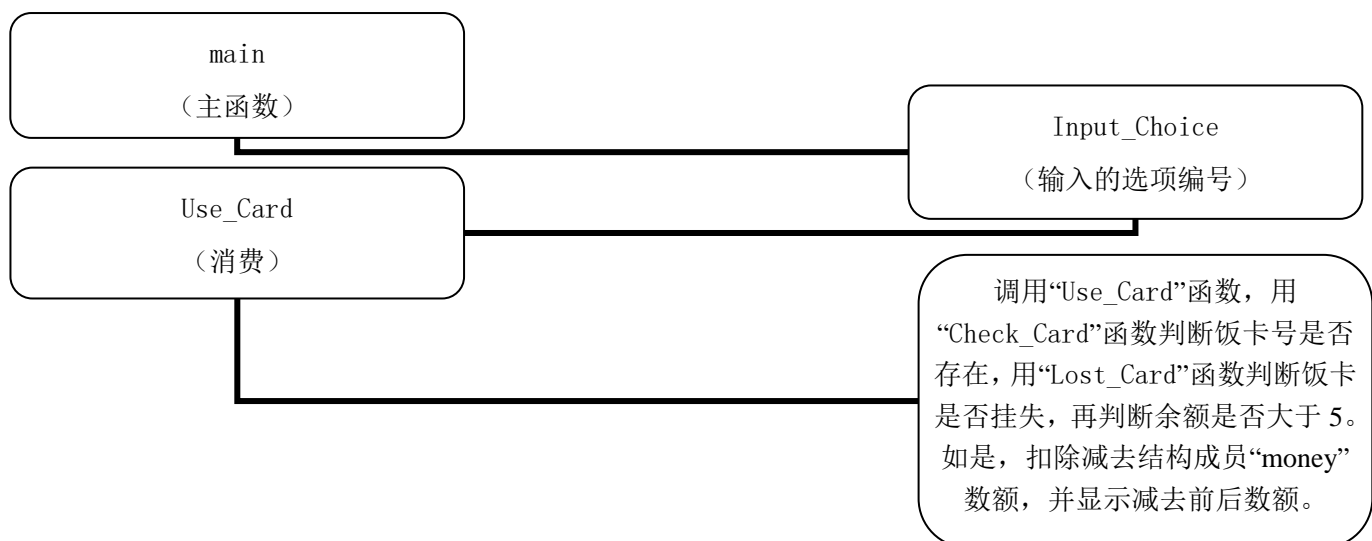 main
（主函数）
Input_Choice
（输入的选项编号）
Use_Card
（消费）
调用“Use_Card”函数，用
“Check_Card”函数判断饭卡号是否
存在，用“Lost_Card”函数判断饭卡
是否挂失，再判断余额是否大于 5。
如是，扣除减去结构成员“money”
数额，并显示减去前后数额。